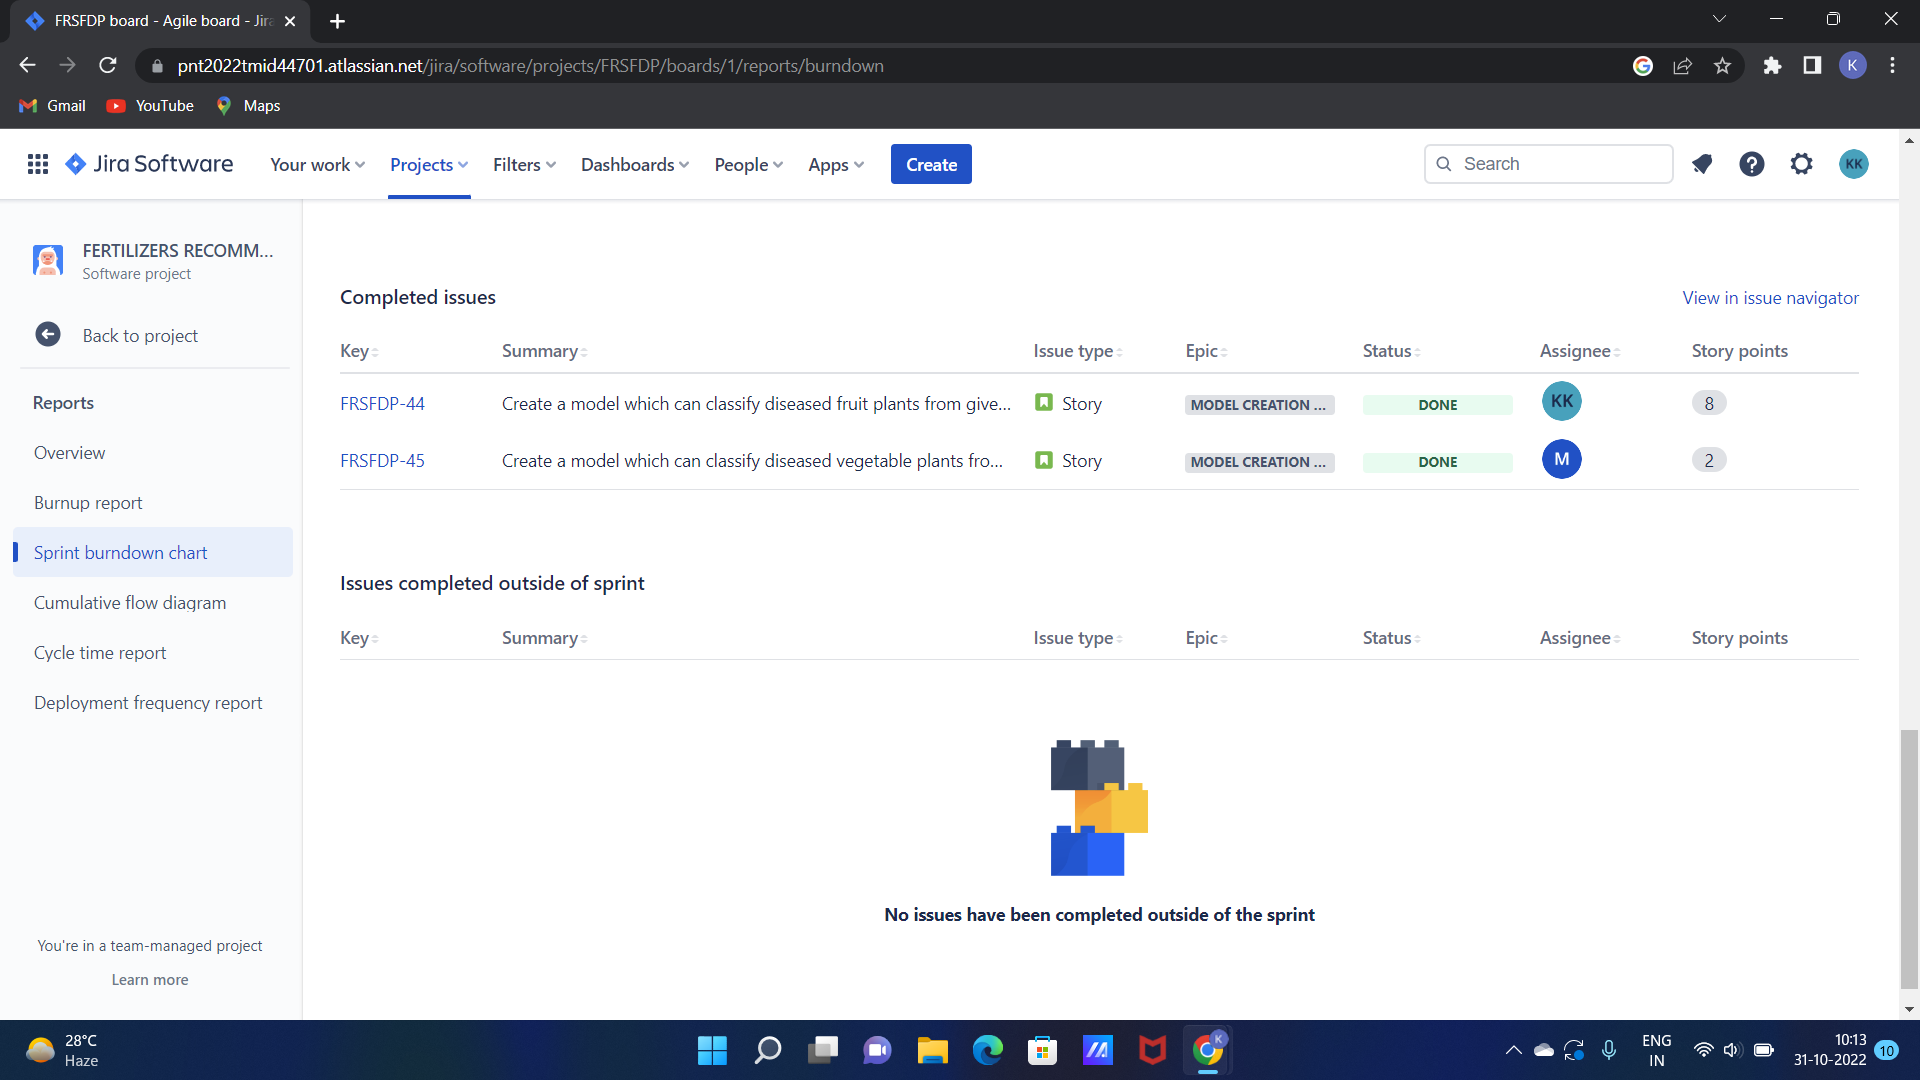 FRSFDP board - Agile board - Jira
pnt2022tmid44701.atlassian.net/jira/software/projects/FRSFDP/boards/1/reports/burndown
K
Gmail YouTube Maps
Jira Software Your work Projects Filters Dashboards People Apps Create Search KK
FERTILIZERS RECOMM...
Software project
Back to project
Reports
Overview
Burnup report
Sprint burndown chart
Cumulative flow diagram
Cycle time report
Deployment frequency report
You're in a team-managed project
Learn more
Completed issues View in issue navigator
Key Summary Issue type Epic Status Assignee Story points
FRSFDP-44 Create a model which can classify diseased fruit plants from give... Story MODEL CREATION ... DONE KK 8
FRSFDP-45 Create a model which can classify diseased vegetable plants fro... Story MODEL CREATION ... DONE M 2
Issues completed outside of sprint
Key Summary Issue type Epic Status Assignee Story points
No issues have been completed outside of the sprint
28°C
Haze
K
ENG
IN
10:13
31-10-2022
10